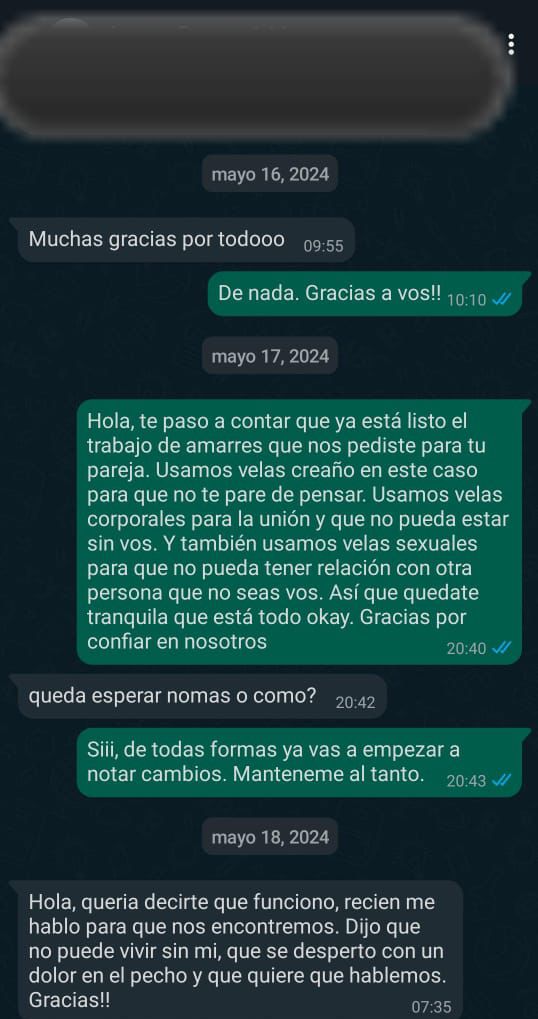 mayo 16, 2024
Muchas gracias por todooo 09:55
De nada. Gracias a vos!! 10:10
mayo 17, 2024
Hola, te paso a contar que ya está listo el
trabajo de amarres que nos pediste para tu
pareja. Usamos velas creaño en este caso
para que no te pare de pensar. Usamos velas
corporales para la unión y que no pueda estar
sin vos. Y también usamos velas sexuales
para que no pueda tener relación con otra
persona que no seas vos. Así que quedate
tranquila que está todo okay. Gracias por
confiar en nosotros 20:40
queda esperar nomas o como? 20:42
Siii, de todas formas ya vas a empezar a
notar cambios. Manteneme al tanto. 20:43
mayo 18, 2024
Hola, queria decirte que funciono, recien me
hablo para que nos encontremos. Dijo que
no puede vivir sin mi, que se desperto con un
dolor en el pecho y que quiere que hablemos.
Gracias!! 07:35